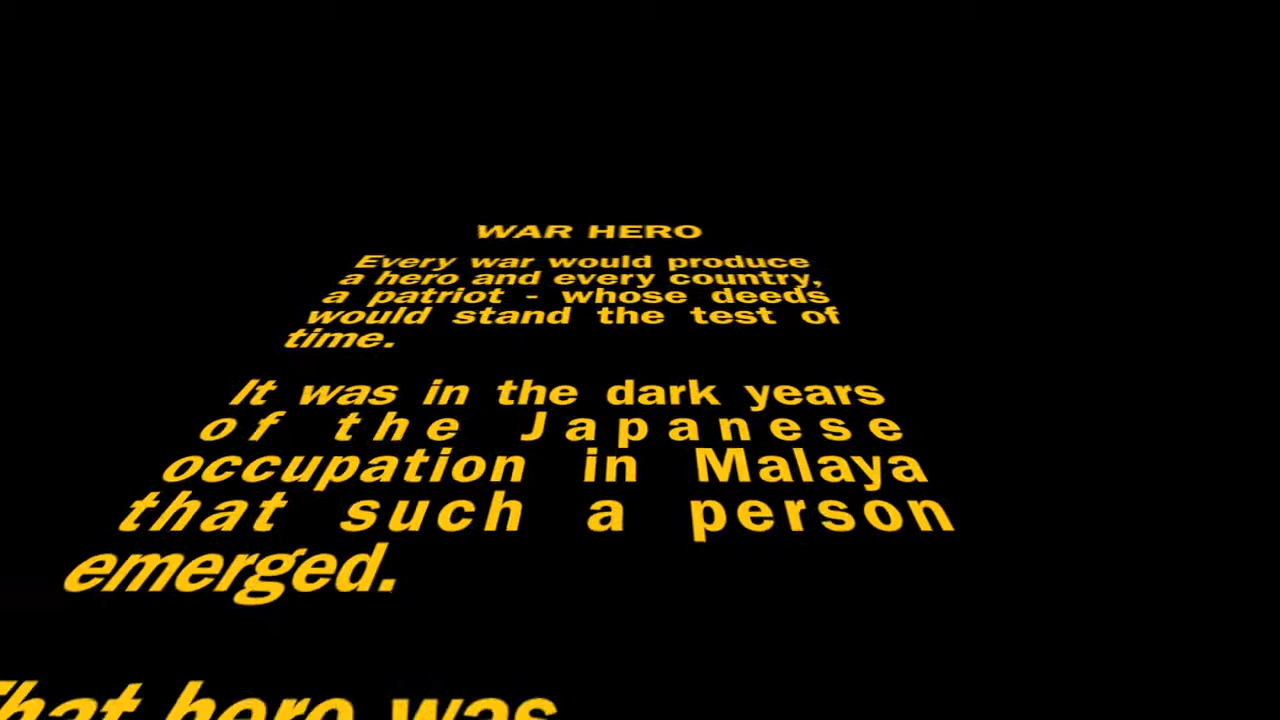 WAR HERO
Every war would produce
a hero and every country,
a patriot - whose deeds
would stand the test of
time.
It was in the dark years
of the Japanese
occupation in Malaya
that such a person
emerged.
That hero was